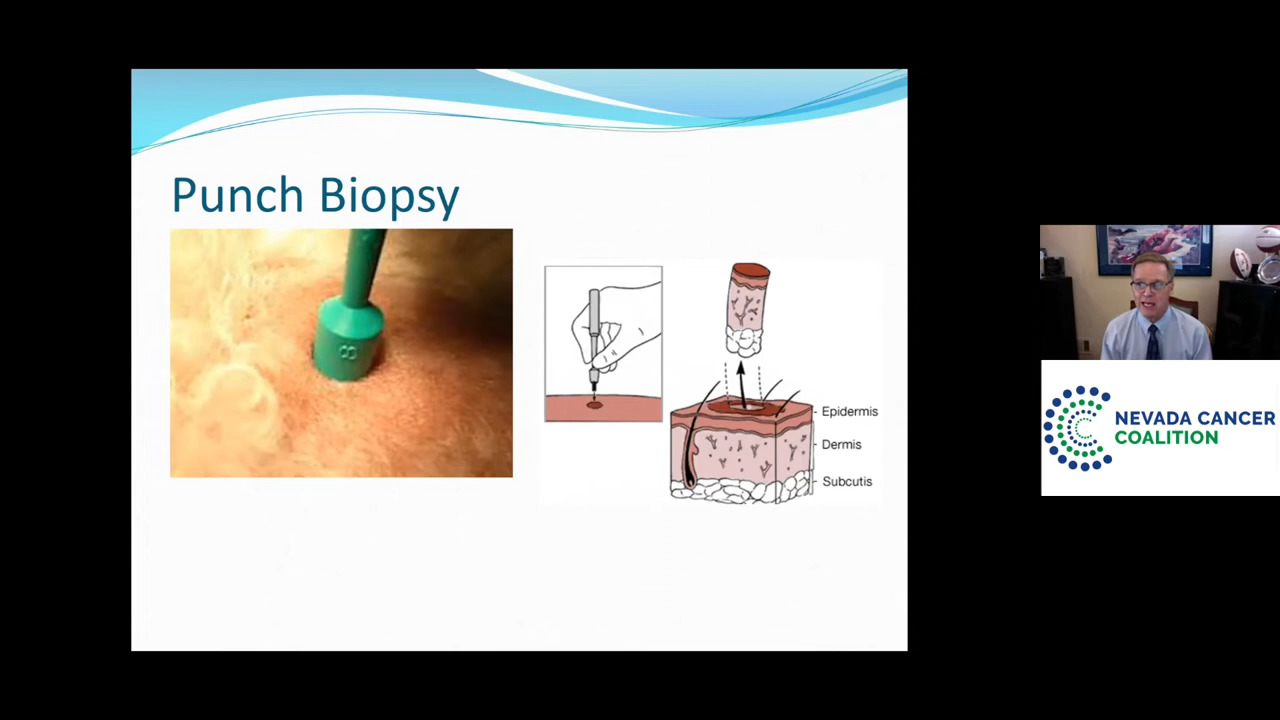 Punch Biopsy
8
Epidermis
Dermis
Subcutis
NEVADA CANCER
COALITION